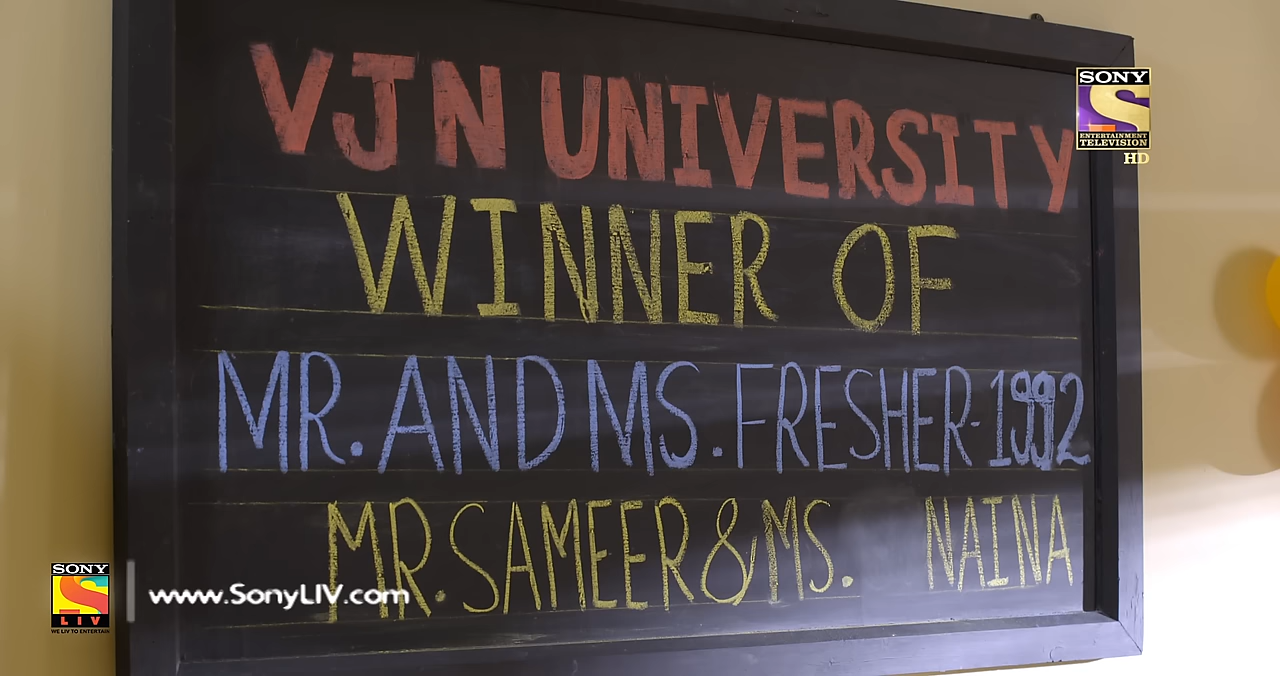 VJN UNIVERSITY
WINNER OF
MR. AND MS. FRESHER-1992
MR. SAMEER & MS. NAINA
SONY
ENTERTAINMENT
TELEVISION
HD
SONY
LIV
WE LIV TO ENTERTAIN
www.SonyLIV.com